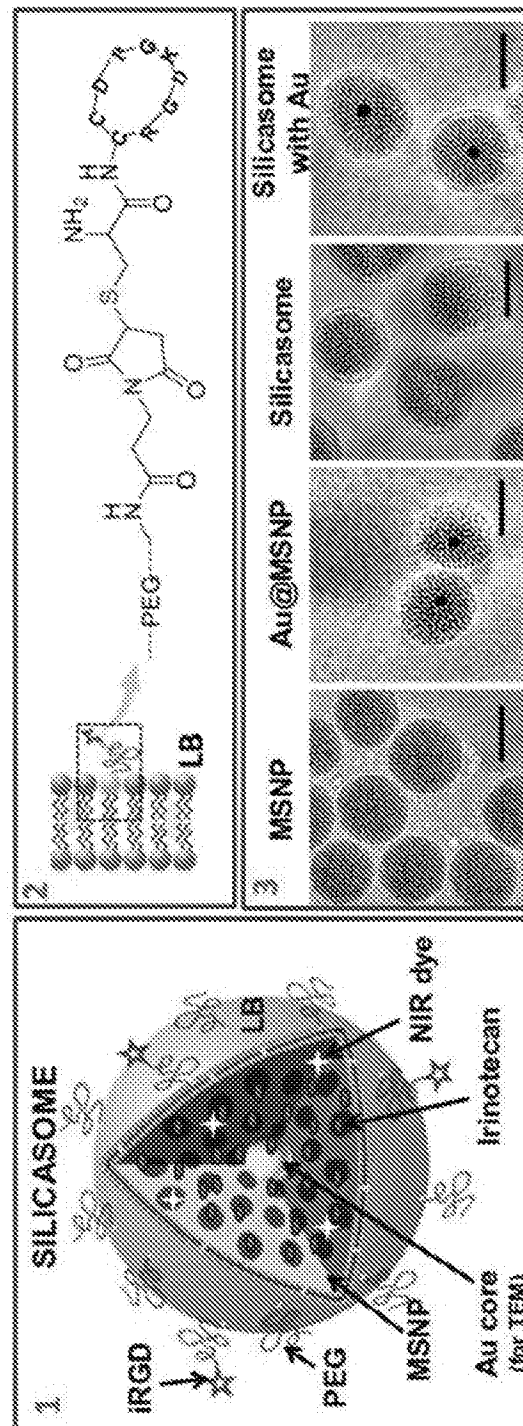 1
SILICASOME
iRGD
PEG
MSNP
Au core
(for TEM)
Irinotecan
NIR dye
LB
2
LB
PEG
H
N
O
O
N
O
S
NH2
O
H
N
C R G D K G
3
MSNP
Au@MSNP
Silicasome
Silicasome
with Au